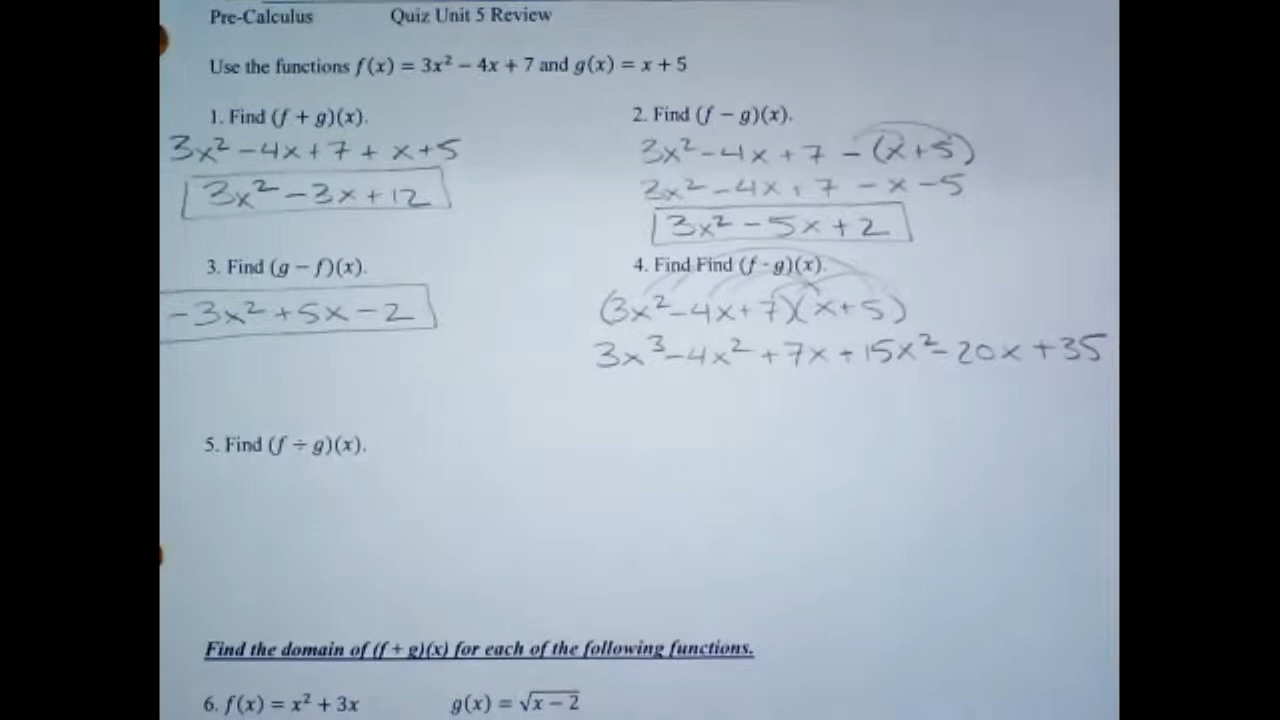 Pre-Calculus Quiz Unit 5 Review
Use the functions f(x) = 3x² − 4x + 7 and g(x) = x + 5
1. Find (f + g)(x).
3x² − 4x + 7 + x + 5
3x² − 3x + 12
2. Find (f − g)(x).
3x² − 4x + 7 − (x + 5)
3x² − 4x + 7 − x − 5
3x² − 5x + 2
3. Find (g − f)(x).
−3x² + 5x − 2
4. Find Find (f · g)(x).
(3x² − 4x + 7)(x + 5)
3x³ − 4x² + 7x + 15x² − 20x + 35
5. Find (f ÷ g)(x).
Find the domain of (f + g)(x) for each of the following functions.
6. f(x) = x² + 3x g(x) = √x − 2